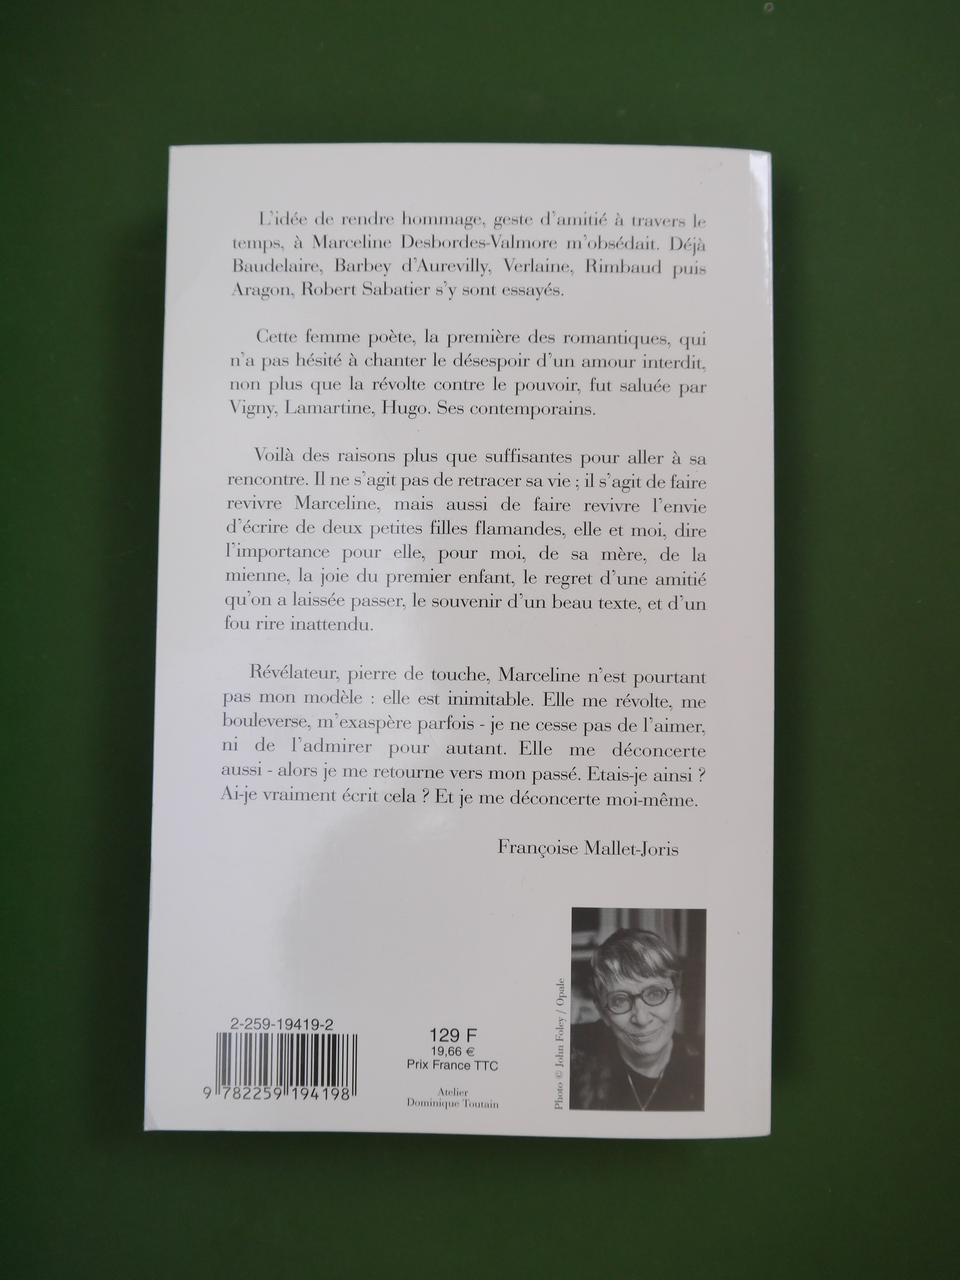 L'idée de rendre hommage, geste d'amitié à travers le
temps, à Marceline Desbordes-Valmore m'obsédait. Déjà
Baudelaire, Barbey d'Aurevilly, Verlaine, Rimbaud puis
Aragon, Robert Sabatier s'y sont essayés.
Cette femme poète, la première des romantiques, qui
n'a pas hésité à chanter le désespoir d'un amour interdit,
non plus que la révolte contre le pouvoir, fut saluée par
Vigny, Lamartine, Hugo. Ses contemporains.
Voilà des raisons plus que suffisantes pour aller à sa
rencontre. Il ne s'agit pas de retracer sa vie ; il s'agit de faire
revivre Marceline, mais aussi de faire revivre l'envie
d'écrire de deux petites filles flamandes, elle et moi, dire
l'importance pour elle, pour moi, de sa mère, de la
mienne, la joie du premier enfant, le regret d'une amitié
qu'on a laissée passer, le souvenir d'un beau texte, et d'un
fou rire inattendu.
Révélateur, pierre de touche, Marceline n'est pourtant
pas mon modèle : elle est inimitable. Elle me révolte, me
bouleverse, m'exaspère parfois - je ne cesse pas de l'aimer,
ni de l'admirer pour autant. Elle me déconcerte
aussi - alors je me retourne vers mon passé. Etais-je ainsi ?
Ai-je vraiment écrit cela ? Et je me déconcerte moi-même.
Françoise Mallet-Joris
Photo © John Foley / Opale
2-259-19419-2
9 782259 194198
129 F
19,66 €
Prix France TTC
Atelier
Dominique Toutain